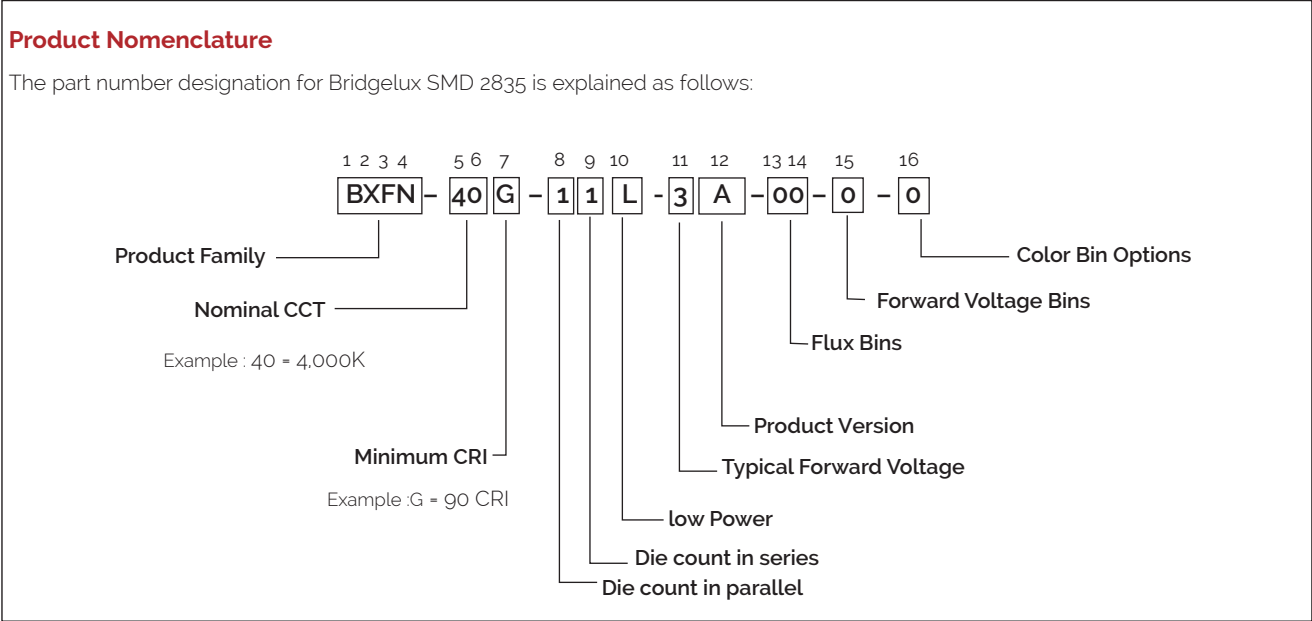 Product Nomenclature
The part number designation for Bridgelux SMD 2835 is explained as follows:
1 2 3 4 5 6 7 8 9 10 11 12 13 14 15 16
BXFN - 40 G - 1 1 L - 3 A - 00 - 0 - 0
Product Family
Color Bin Options
Forward Voltage Bins
Nominal CCT
Flux Bins
Example : 40 = 4,000K
Product Version
Minimum CRI
Typical Forward Voltage
Example :G = 90 CRI
low Power
Die count in series
Die count in parallel